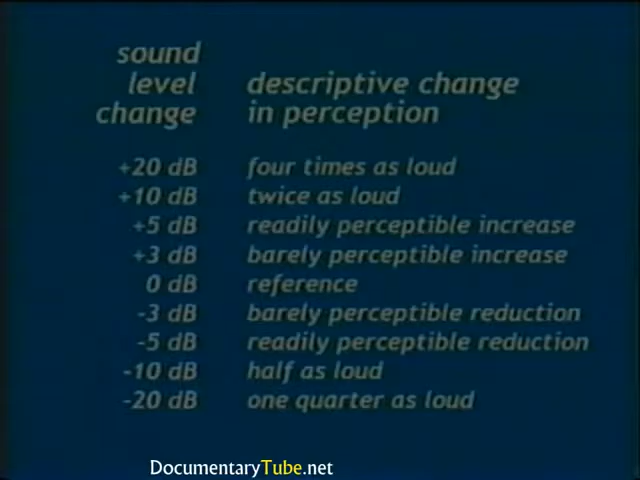 sound
level descriptive change
change in perception
+20 dB four times as loud
+10 dB twice as loud
+5 dB readily perceptible increase
+3 dB barely perceptible increase
0 dB reference
-3 dB barely perceptible reduction
-5 dB readily perceptible reduction
-10 dB half as loud
-20 dB one quarter as loud
DocumentaryTube.net